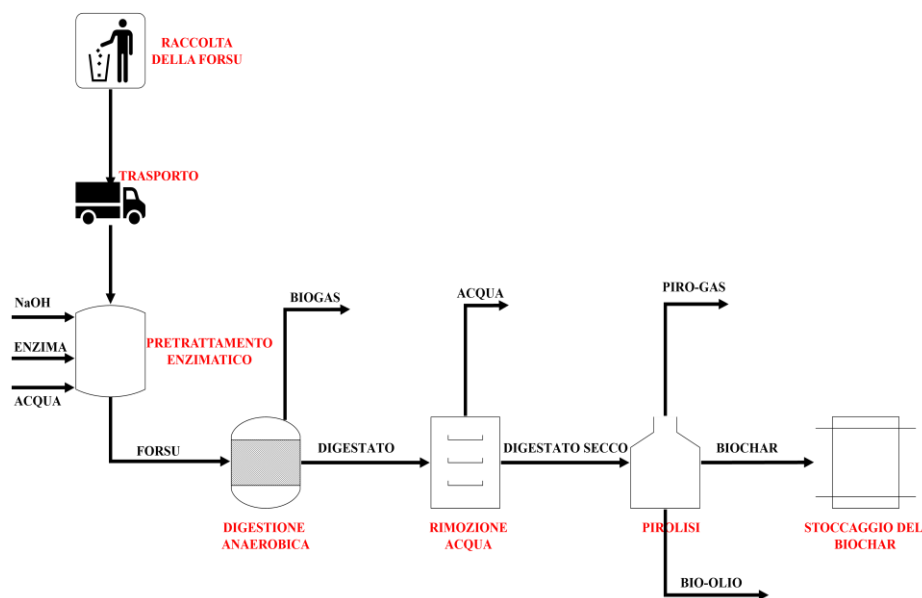 RACCOLTA
DELLA FORSU
TRASPORTO
NaOH
ENZIMA
ACQUA
PRETRATTAMENTO
ENZIMATICO
BIOGAS
ACQUA
PIRO-GAS
FORSU
DIGESTATO
DIGESTATO SECCO
BIOCHAR
DIGESTIONE
ANAEROBICA
RIMOZIONE
ACQUA
PIROLISI
STOCCAGGIO DEL
BIOCHAR
BIO-OLIO